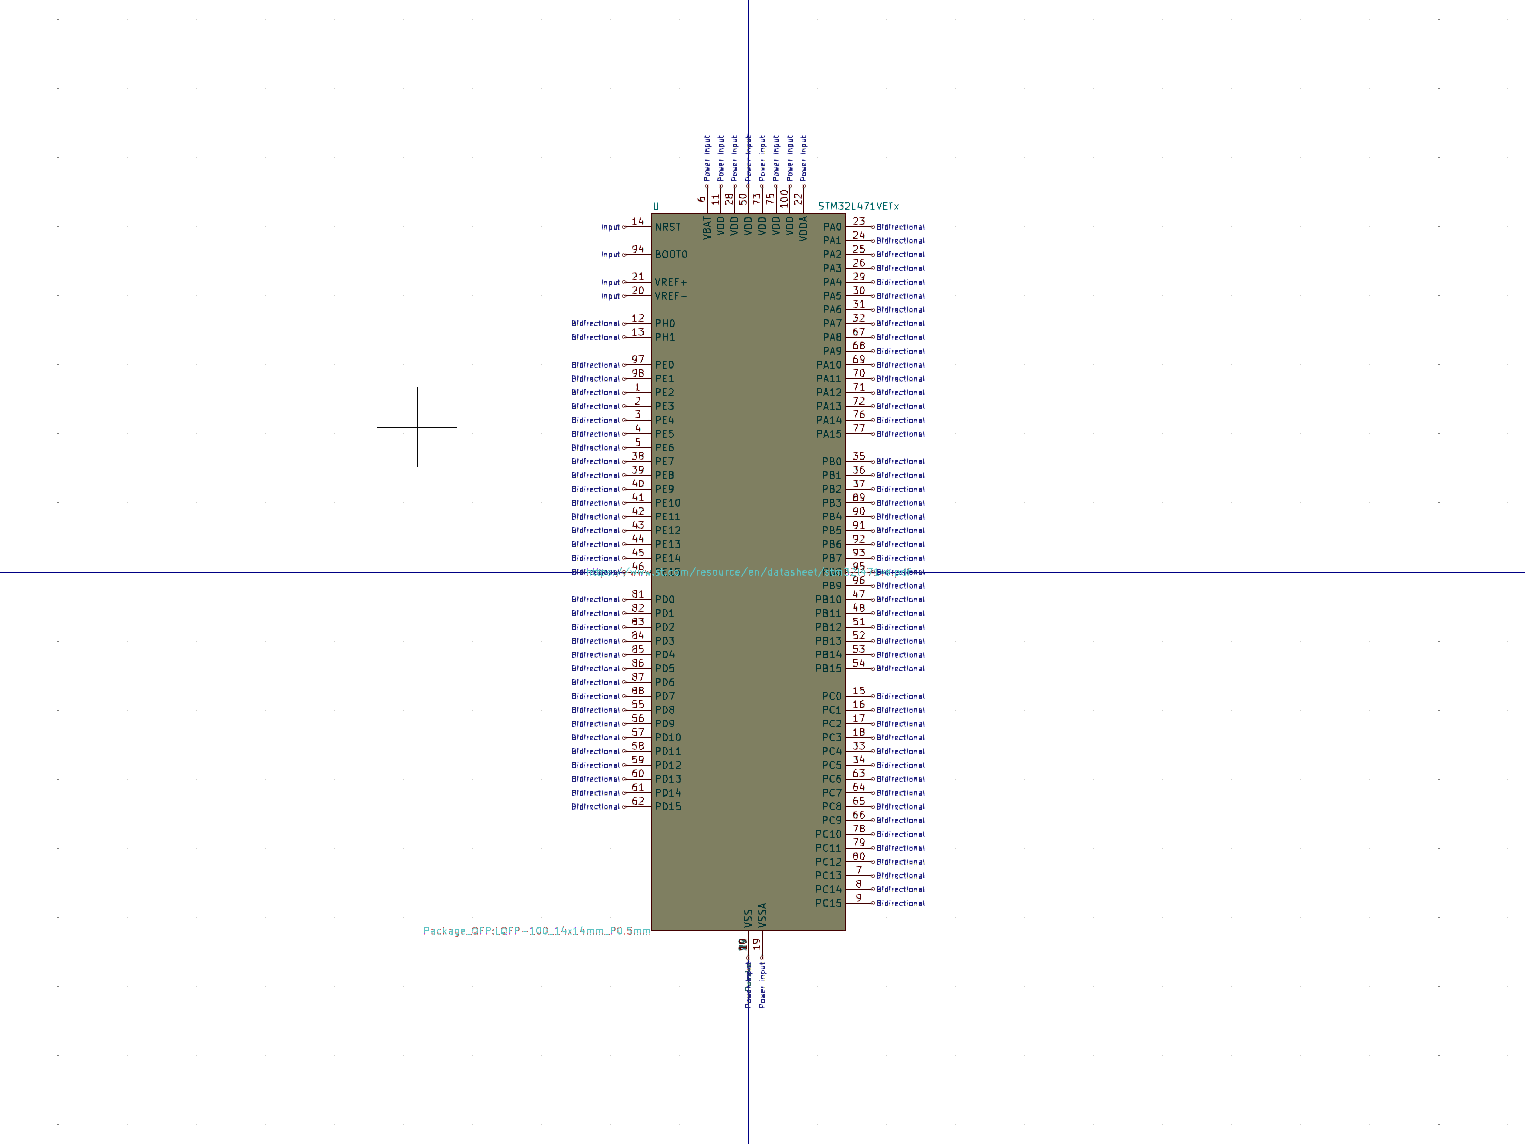 Power Input Power Input Power Input Power Input Power Input Power Input Power Input Power Input
6 11 28 50 73 75 100 22
U STM32L471VETx
VBAT VDD VDD VDD VDD VDD VDD VDDA
Input 14 NRST PA0 23 Bidirectional
PA1 24 Bidirectional
Input 94 BOOT0 PA2 25 Bidirectional
PA3 26 Bidirectional
Input 21 VREF+ PA4 29 Bidirectional
Input 20 VREF- PA5 30 Bidirectional
PA6 31 Bidirectional
Bidirectional 12 PH0 PA7 32 Bidirectional
Bidirectional 13 PH1 PA8 67 Bidirectional
PA9 68 Bidirectional
Bidirectional 97 PE0 PA10 69 Bidirectional
Bidirectional 98 PE1 PA11 70 Bidirectional
Bidirectional 1 PE2 PA12 71 Bidirectional
Bidirectional 2 PE3 PA13 72 Bidirectional
Bidirectional 3 PE4 PA14 76 Bidirectional
Bidirectional 4 PE5 PA15 77 Bidirectional
Bidirectional 5 PE6
Bidirectional 38 PE7 PB0 35 Bidirectional
Bidirectional 39 PE8 PB1 36 Bidirectional
Bidirectional 40 PE9 PB2 37 Bidirectional
Bidirectional 41 PE10 PB3 89 Bidirectional
Bidirectional 42 PE11 PB4 90 Bidirectional
Bidirectional 43 PE12 PB5 91 Bidirectional
Bidirectional 44 PE13 PB6 92 Bidirectional
Bidirectional 45 PE14 PB7 93 Bidirectional
46 95
PB9 96 Bidirectional
Bidirectional 81 PD0 PB10 47 Bidirectional
Bidirectional 82 PD1 PB11 48 Bidirectional
Bidirectional 83 PD2 PB12 51 Bidirectional
Bidirectional 84 PD3 PB13 52 Bidirectional
Bidirectional 85 PD4 PB14 53 Bidirectional
Bidirectional 86 PD5 PB15 54 Bidirectional
Bidirectional 87 PD6
Bidirectional 88 PD7 PC0 15 Bidirectional
Bidirectional 55 PD8 PC1 16 Bidirectional
Bidirectional 56 PD9 PC2 17 Bidirectional
Bidirectional 57 PD10 PC3 18 Bidirectional
Bidirectional 58 PD11 PC4 33 Bidirectional
Bidirectional 59 PD12 PC5 34 Bidirectional
Bidirectional 60 PD13 PC6 63 Bidirectional
Bidirectional 61 PD14 PC7 64 Bidirectional
Bidirectional 62 PD15 PC8 65 Bidirectional
PC9 66 Bidirectional
PC10 78 Bidirectional
PC11 79 Bidirectional
PC12 80 Bidirectional
PC13 7 Bidirectional
PC14 8 Bidirectional
PC15 9 Bidirectional
VSS VSSA
Package_QFP:LQFP-100_14x14mm_P0.5mm
19
Power Input